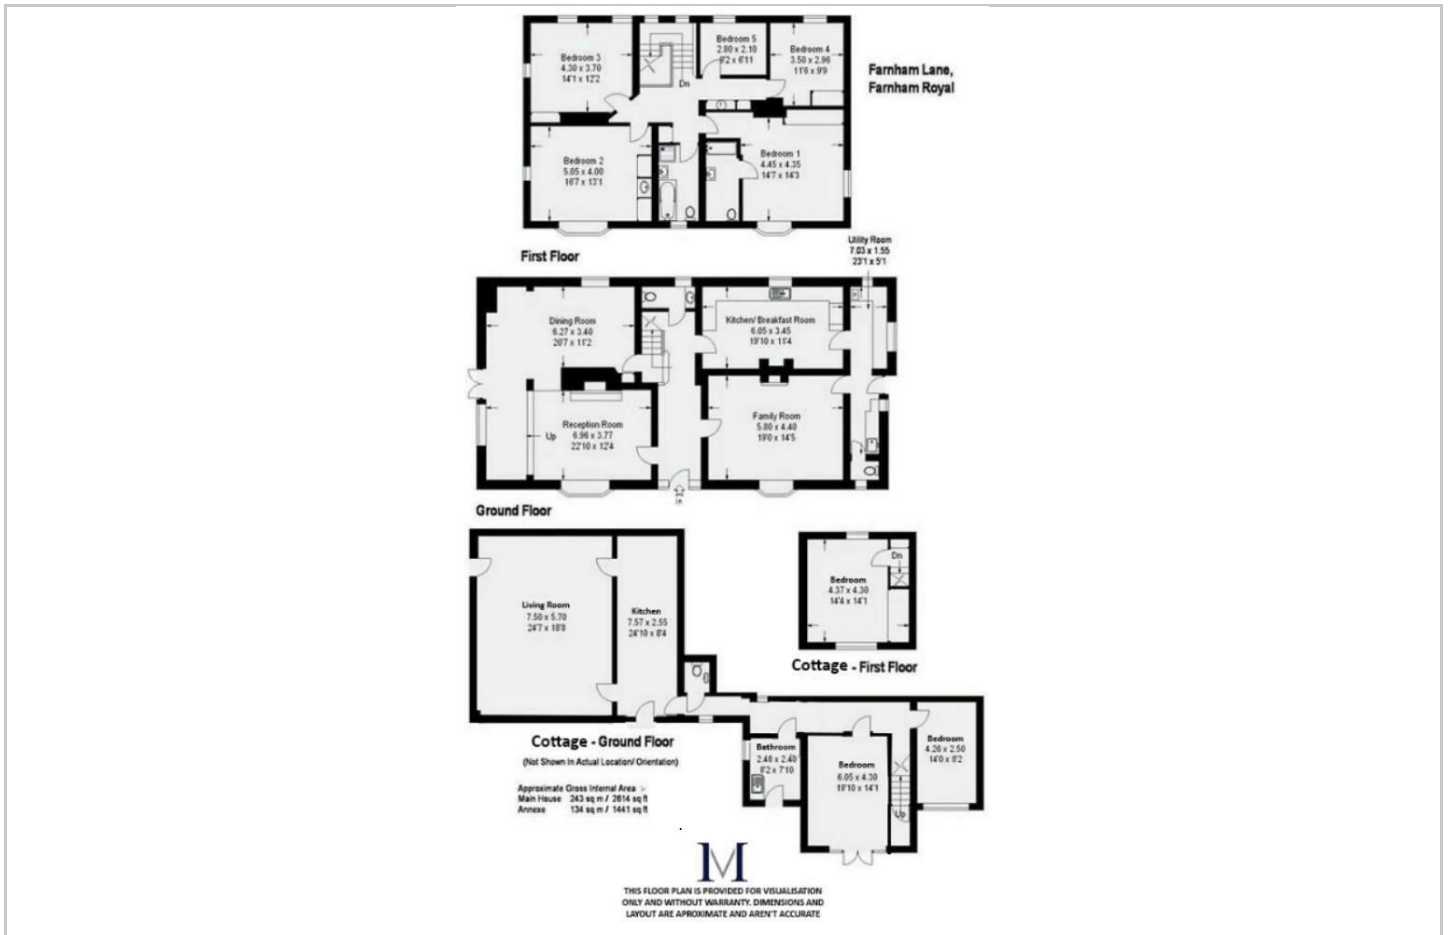 Bedroom 3
4.30 x 3.70
14'1 x 12'2
Dn
Bedroom 5
2.80 x 2.10
9'2 x 6'11
Bedroom 4
3.50 x 2.96
11'6 x 9'9
Farnham Lane,
Farnham Royal
Bedroom 2
5.05 x 4.00
16'7 x 13'1
Bedroom 1
4.45 x 4.35
14'7 x 14'3
First Floor
Utility Room
7.03 x 1.55
23'1 x 5'1
Dining Room
6.27 x 3.40
20'7 x 11'2
Kitchen/ Breakfast Room
6.05 x 3.45
19'10 x 11'4
Reception Room
6.96 x 3.77
22'10 x 12'4
Up
Family Room
5.80 x 4.40
19'0 x 14'5
In
Ground Floor
Living Room
7.50 x 5.70
24'7 x 18'8
Kitchen
7.57 x 2.55
24'10 x 8'4
Bedroom
4.37 x 4.30
14'4 x 14'1
Dn
Cottage - First Floor
Cottage - Ground Floor
(Not Shown In Actual Location/ Orientation)
Bathroom
2.48 x 2.40
8'2 x 7'10
Bedroom
6.05 x 4.30
19'10 x 14'1
Up
Bedroom
4.26 x 2.50
14'0 x 8'2
Approximate Gross Internal Area :-
Main House 243 sq m / 2614 sq ft
Annexe 134 sq m / 1441 sq ft
M
THIS FLOOR PLAN IS PROVIDED FOR VISUALISATION
ONLY AND WITHOUT WARRANTY. DIMENSIONS AND
LAYOUT ARE APROXIMATE AND AREN'T ACCURATE